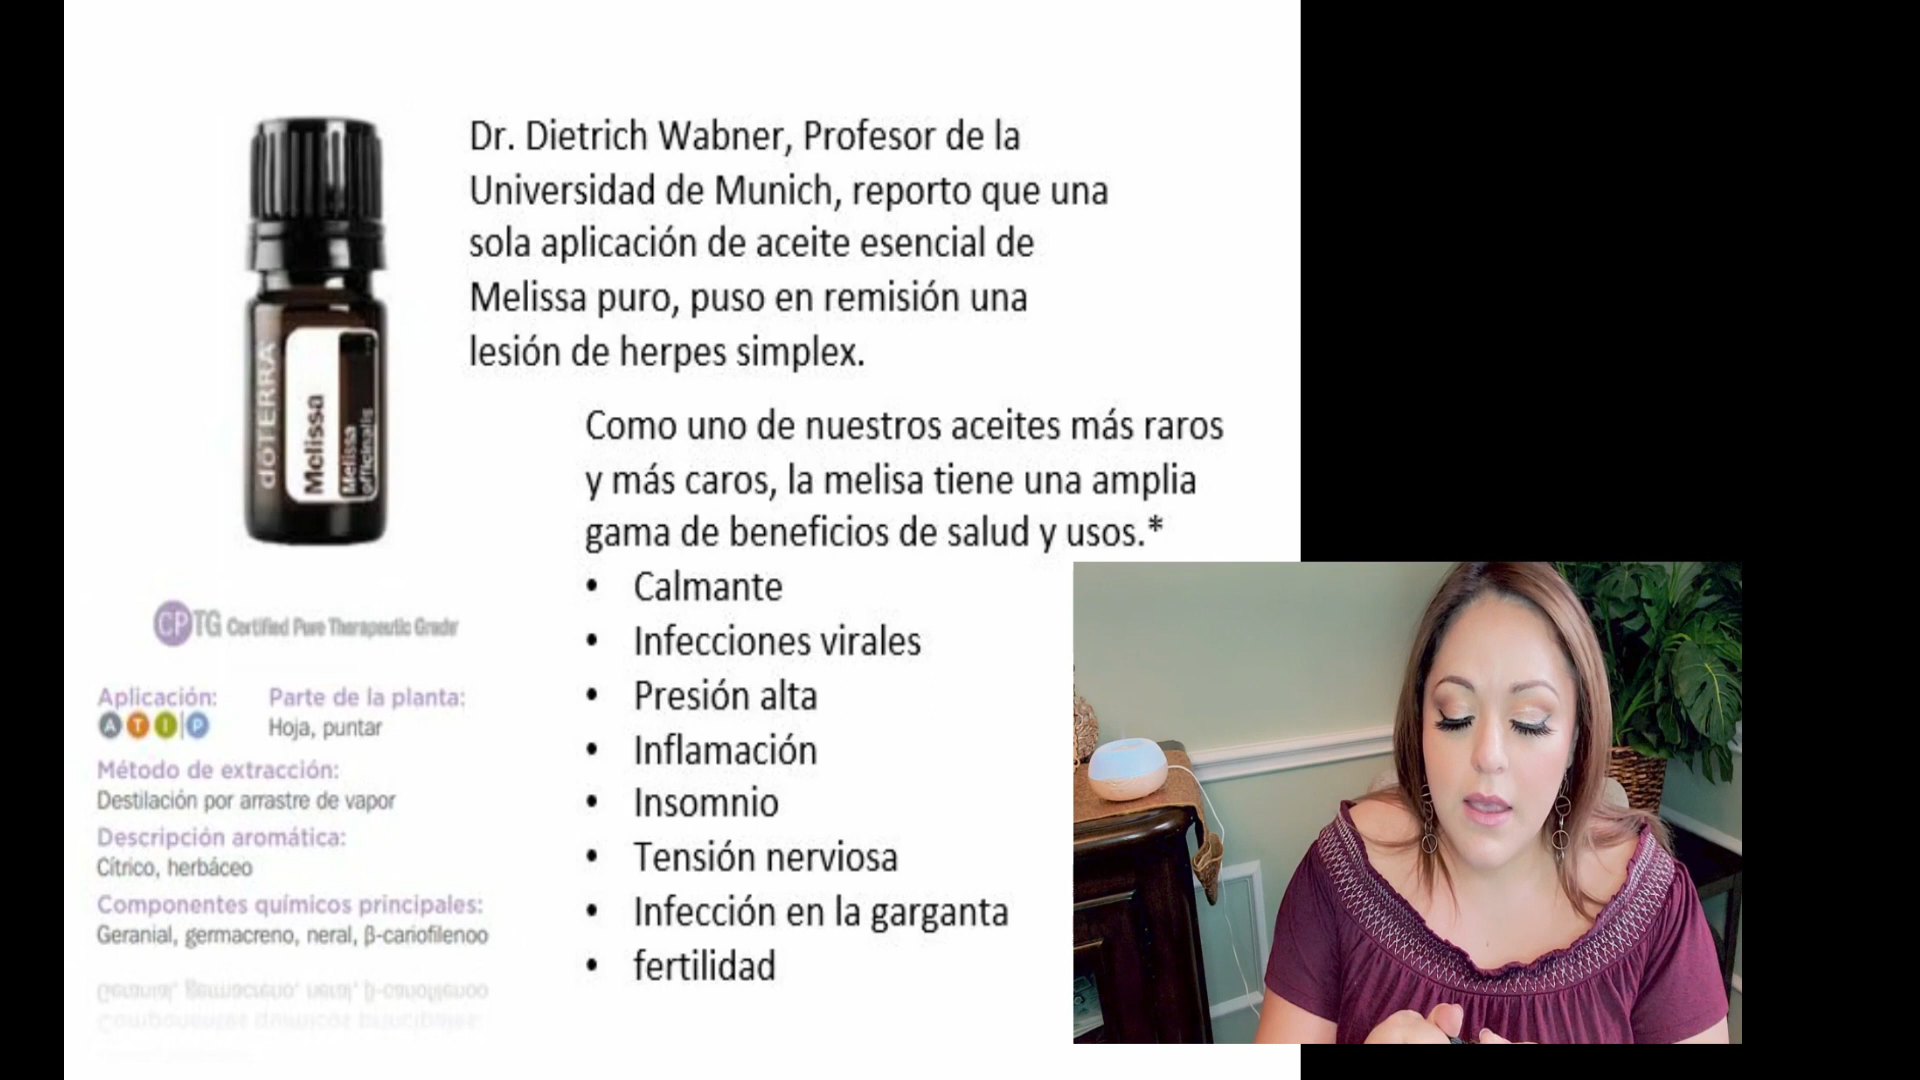 Dr. Dietrich Wabner, Profesor de la
Universidad de Munich, reporto que una
sola aplicación de aceite esencial de
Melissa puro, puso en remisión una
lesión de herpes simplex.
Como uno de nuestros aceites más raros
y más caros, la melisa tiene una amplia
gama de beneficios de salud y usos.*
• Calmante
• Infecciones virales
• Presión alta
• Inflamación
• Insomnio
• Tensión nerviosa
• Infección en la garganta
• fertilidad
dōTERRA
Melissa
Melissa
officinalis
CPTG Certified Pure Therapeutic Grade
Aplicación:
A T I P
Parte de la planta:
Hoja, puntar
Método de extracción:
Destilación por arrastre de vapor
Descripción aromática:
Cítrico, herbáceo
Componentes químicos principales:
Geranial, germacreno, neral, β-cariofilenoo